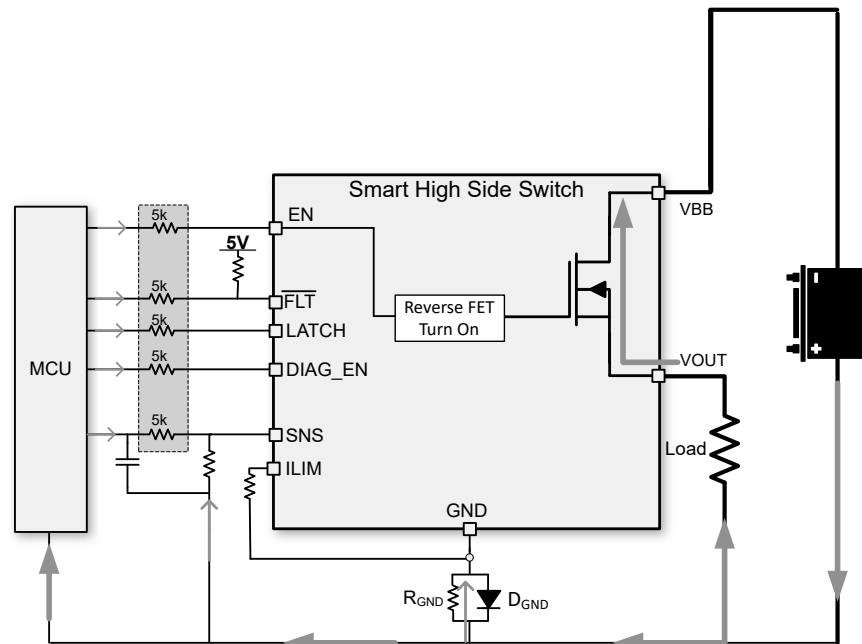 Smart High Side Switch
VBB
5k
EN
5V
5k
FLT
Reverse FET
Turn On
5k
LATCH
MCU
5k
DIAG_EN
VOUT
5k
SNS
ILIM
Load
GND
RGND
DGND
-
+